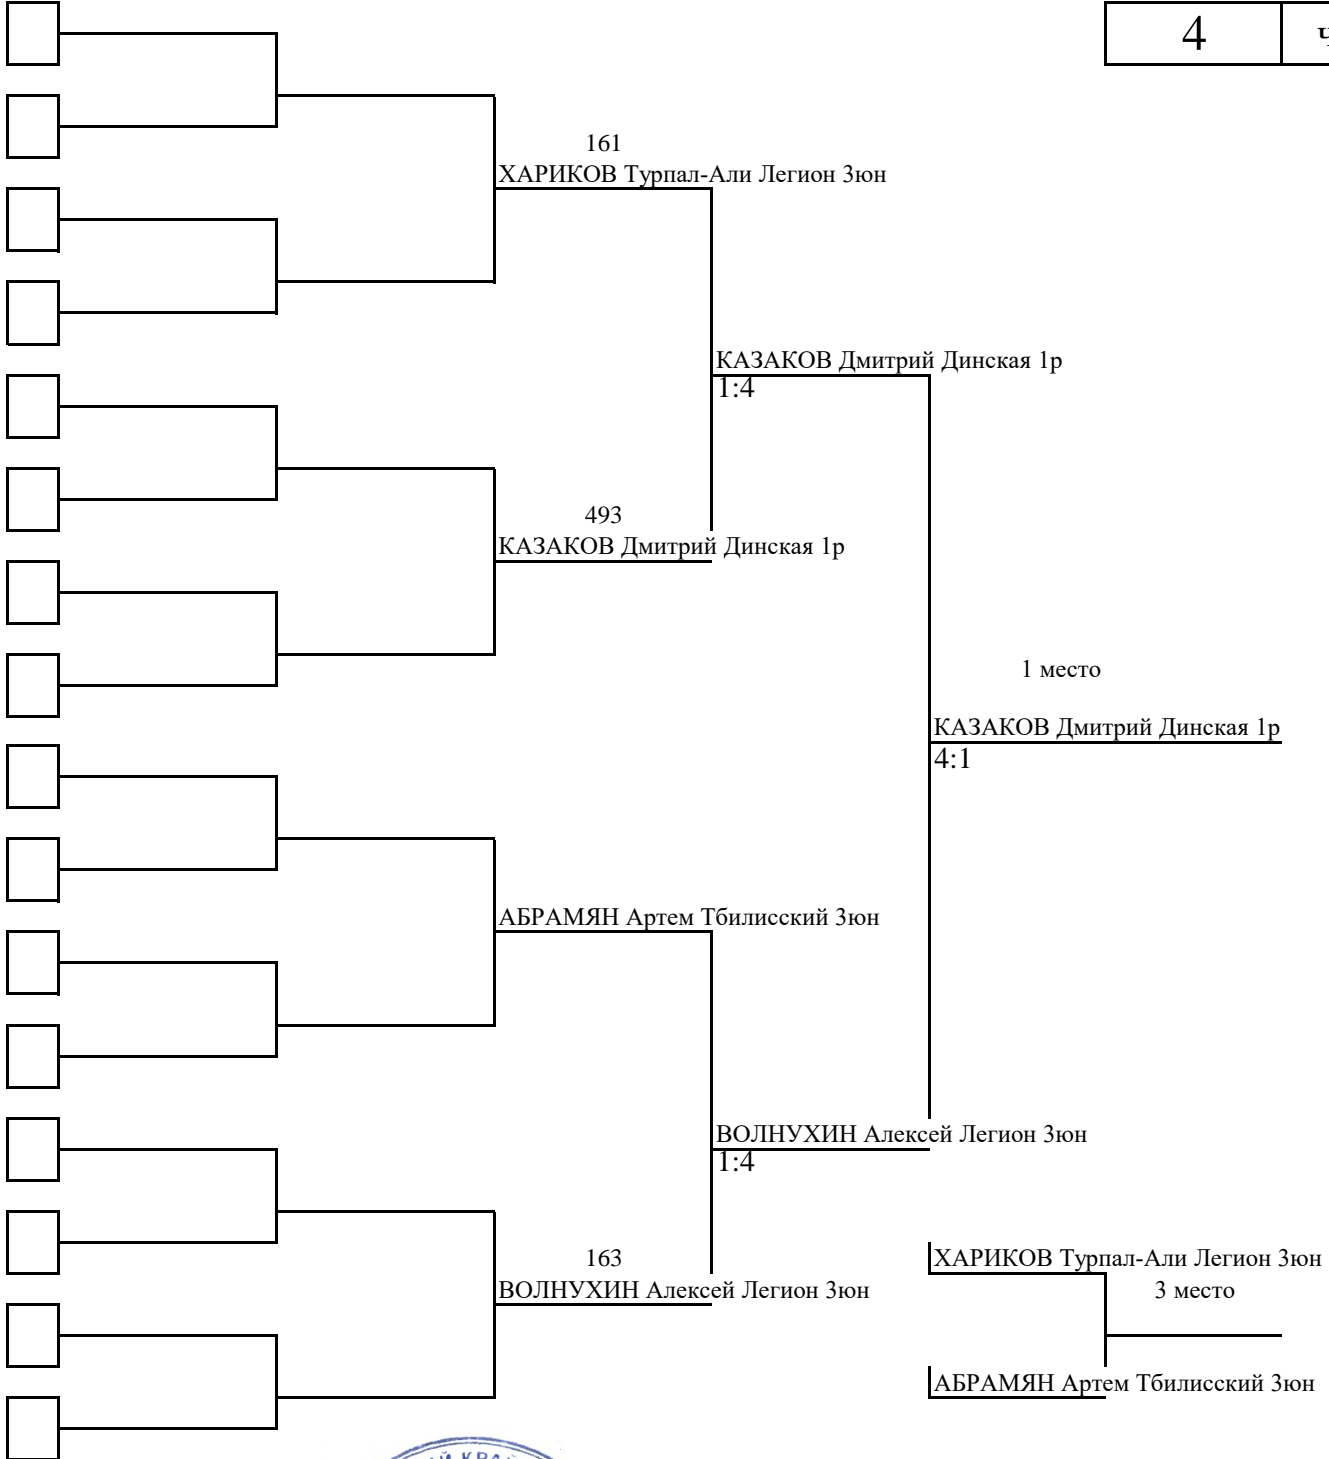 4
161
ХАРИКОВ Турпал-Али Легион 3юн
КАЗАКОВ Дмитрий Динская 1р
1:4
493
КАЗАКОВ Дмитрий Динская 1р
1 место
КАЗАКОВ Дмитрий Динская 1р
4:1
АБРАМЯН Артем Тбилисский 3юн
ВОЛНУХИН Алексей Легион 3юн
1:4
163
ВОЛНУХИН Алексей Легион 3юн
ХАРИКОВ Турпал-Али Легион 3юн
3 место
АБРАМЯН Артем Тбилисский 3юн